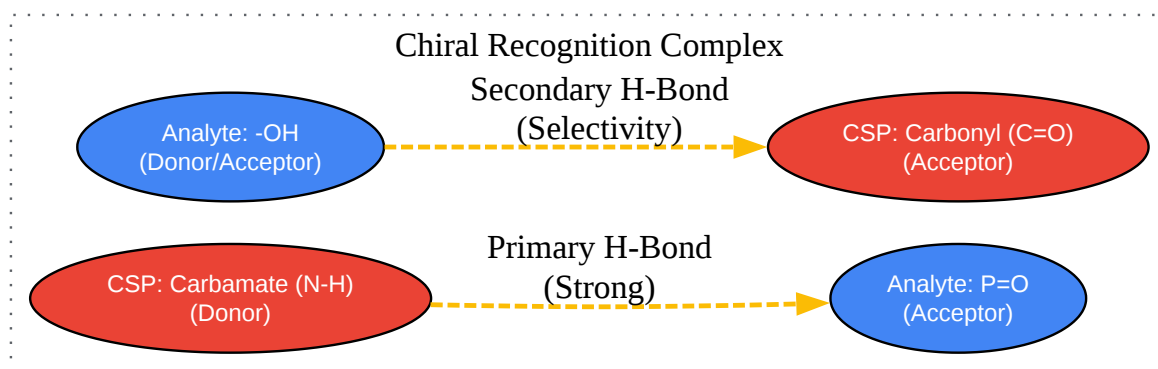 Chiral Recognition Complex
Secondary H-Bond
(Selectivity)
Analyte: -OH
(Donor/Acceptor)
CSP: Carbonyl (C=O)
(Acceptor)
Primary H-Bond
(Strong)
CSP: Carbamate (N-H)
(Donor)
Analyte: P=O
(Acceptor)